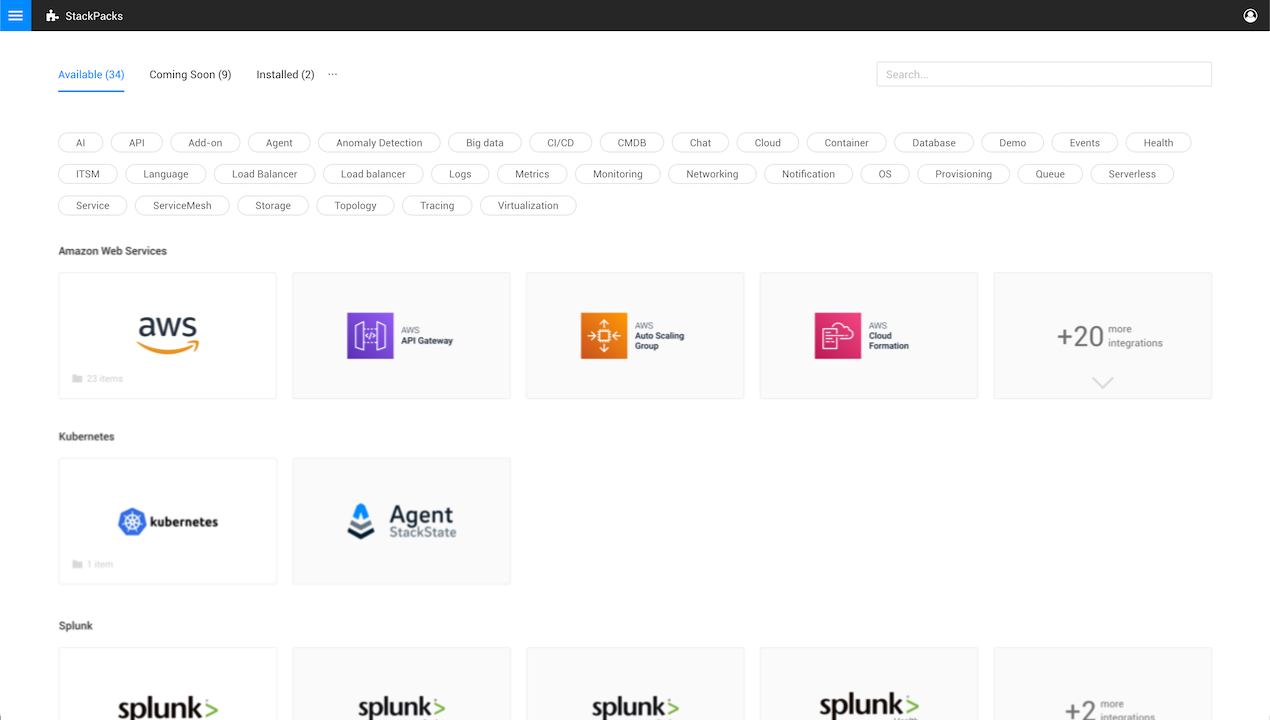 StackPacks
Available (34) Coming Soon (9) Installed (2) ...
Search...
AI API Add-on Agent Anomaly Detection Big data CI/CD CMDB Chat Cloud Container Database Demo Events Health
ITSM Language Load Balancer Load balancer Logs Metrics Monitoring Networking Notification OS Provisioning Queue Serverless
Service ServiceMesh Storage Topology Tracing Virtualization
Amazon Web Services
aws
23 items
AWS
API Gateway
AWS
Auto Scaling
Group
AWS
Cloud
Formation
+20 more
integrations
Kubernetes
kubernetes
1 item
Agent
StackState
Splunk
splunk> splunk> splunk> splunk>
+2 more
integrations